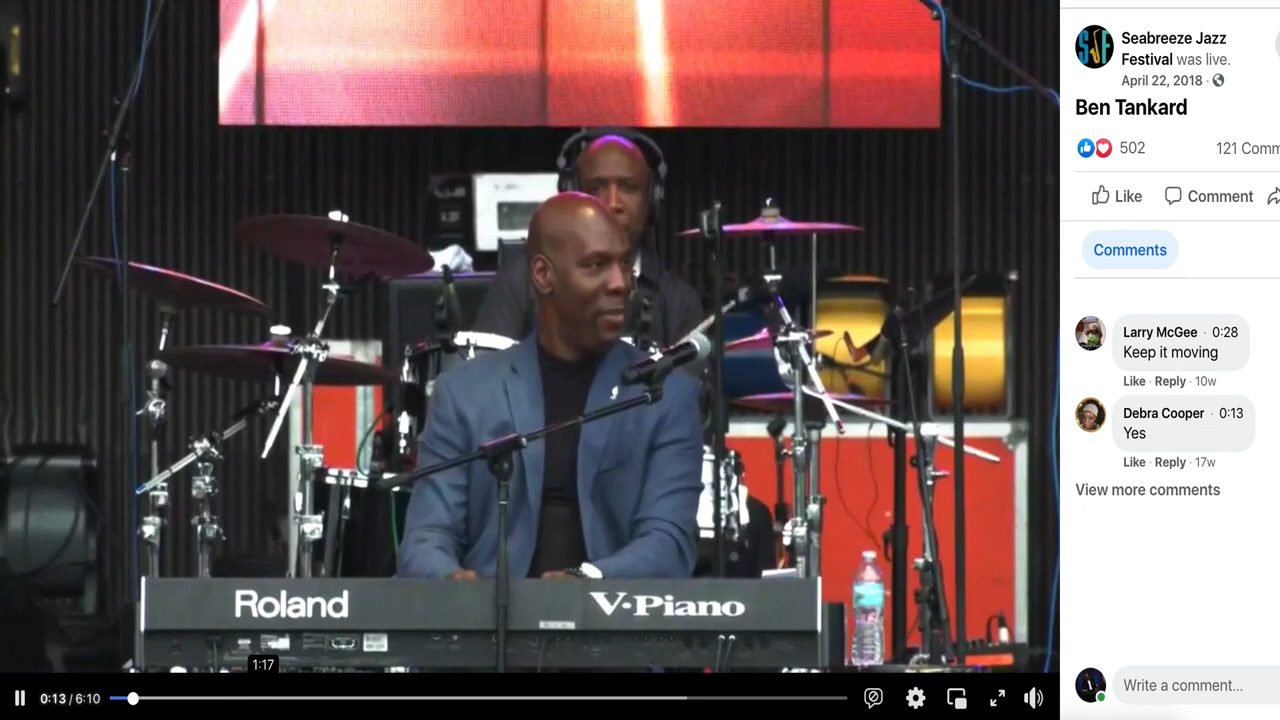 Seabreeze Jazz
Festival was live.
April 22, 2018 ·
Ben Tankard
502
121 Comm
Like
Comment
Comments
Larry McGee · 0:28
Keep it moving
Like · Reply · 10w
Debra Cooper · 0:13
Yes
Like · Reply · 17w
View more comments
Roland
V-Piano
1:17
0:13 / 6:10
Write a comment...